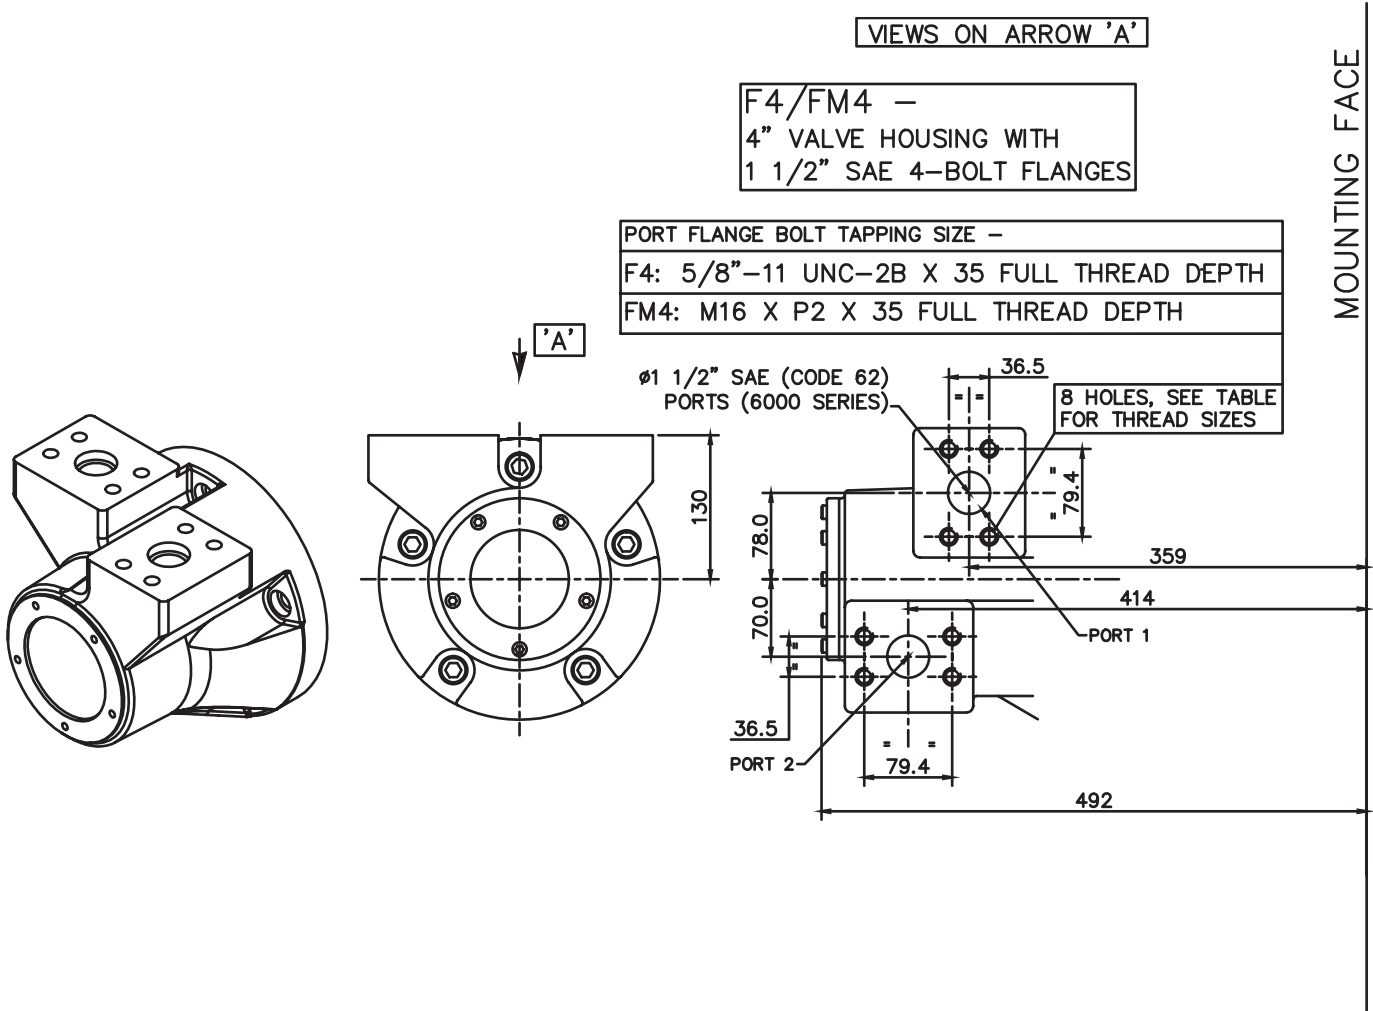 VIEWS ON ARROW 'A'
F4/FM4 –
4” VALVE HOUSING WITH
1 1/2” SAE 4–BOLT FLANGES
MOUNTING FACE
PORT FLANGE BOLT TAPPING SIZE –
F4: 5/8”–11 UNC–2B X 35 FULL THREAD DEPTH
FM4: M16 X P2 X 35 FULL THREAD DEPTH
'A'
ø1 1/2” SAE (CODE 62)
PORTS (6000 SERIES)
36.5
= =
8 HOLES, SEE TABLE
FOR THREAD SIZES
130
=
79.4
=
78.0
359
414
70.0
PORT 1
=
=
36.5
PORT 2
= =
79.4
492